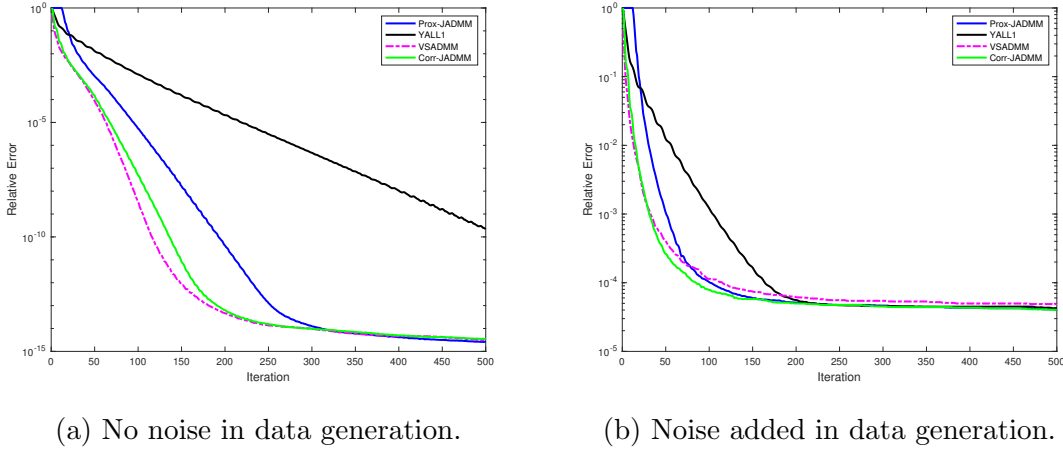 10^0
10^-5
10^-10
10^-15
Relative Error
0 50 100 150 200 250 300 350 400 450 500
Iteration
Prox-JADMM
YALL1
VSADMM
Corr-JADMM
(a) No noise in data generation.
10^0
10^-1
10^-2
10^-3
10^-4
10^-5
Relative Error
0 50 100 150 200 250 300 350 400 450 500
Iteration
Prox-JADMM
YALL1
VSADMM
Corr-JADMM
(b) Noise added in data generation.